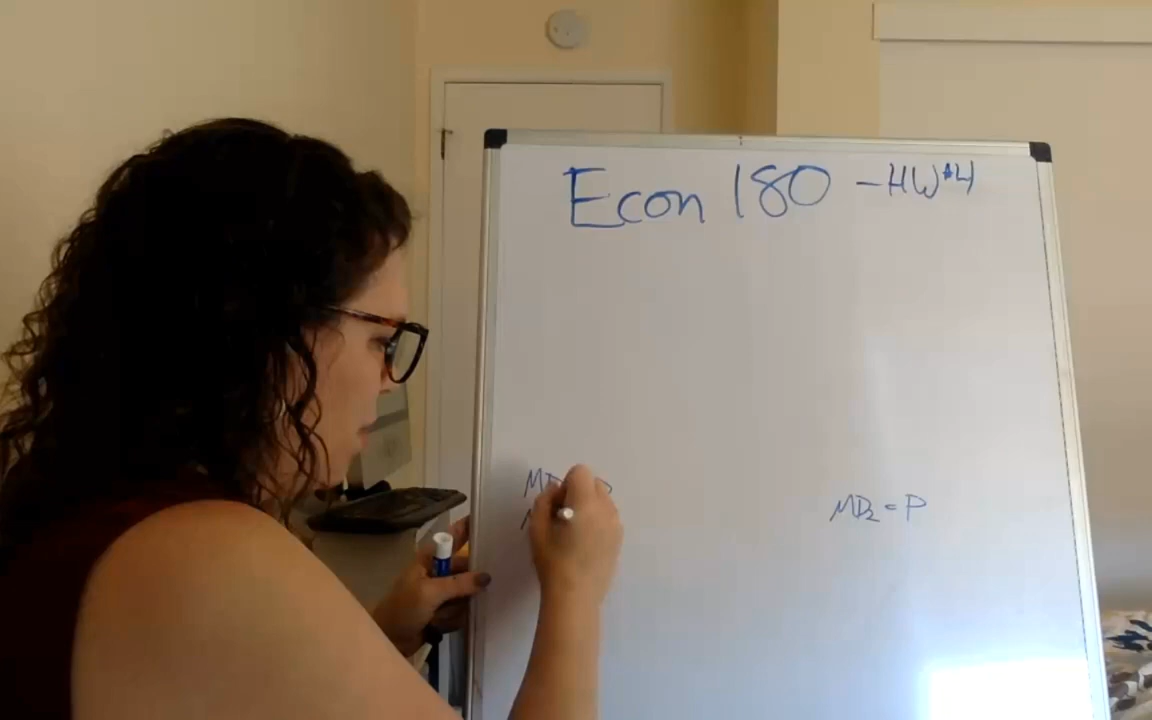 Econ 180 - HW#4
MD₂ = P